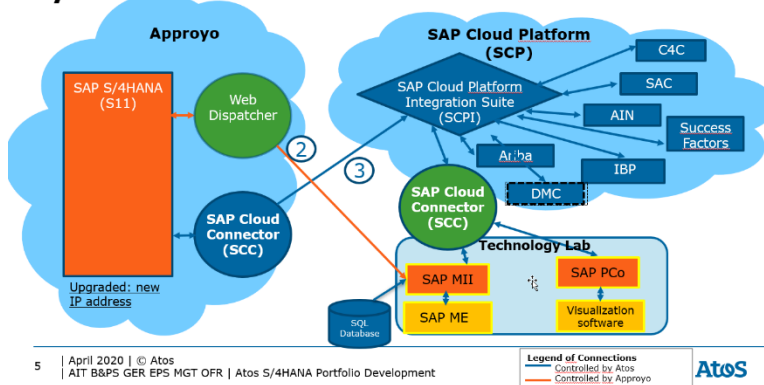 Approyo
SAP S/4HANA
(S11)
Web
Dispatcher
SAP Cloud
Connector
(SCC)
Upgraded: new
IP address
2
3
SAP Cloud Platform
(SCP)
SAP Cloud Platform
Integration Suite
(SCPI)
C4C
SAC
AIN
Success
Factors
IBP
Ariba
DMC
SAP Cloud
Connector
(SCC)
Technology Lab
SAP MII
SAP PCo
SAP ME
Visualization
software
SQL
Database
5 | April 2020 | © Atos
| AIT B&PS GER EPS MGT OFR | Atos S/4HANA Portfolio Development
Legend of Connections
Controlled by Atos
Controlled by Approyo
Atos